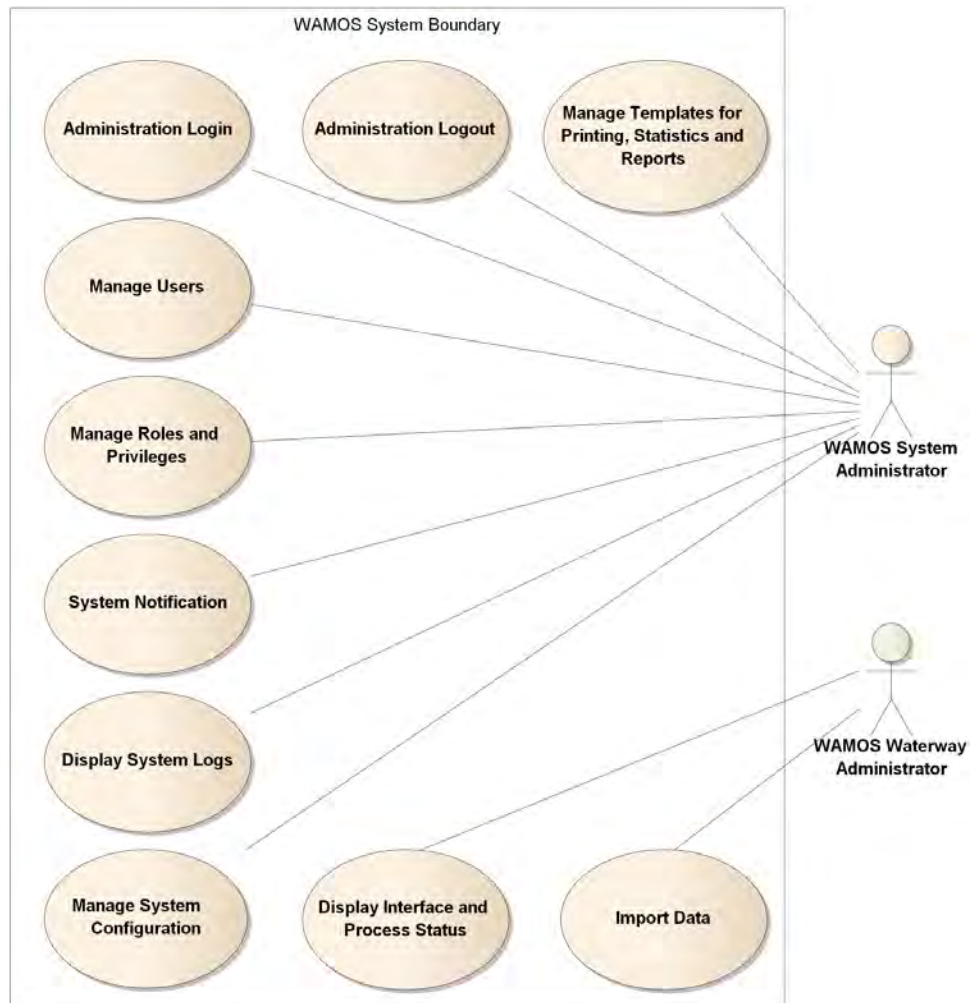 WAMOS System Boundary
Administration Login
Administration Logout
Manage Templates for
Printing, Statistics and
Reports
Manage Users
Manage Roles and
Privileges
WAMOS System
Administrator
System Notification
Display System Logs
WAMOS Waterway
Administrator
Manage System
Configuration
Display Interface and
Process Status
Import Data